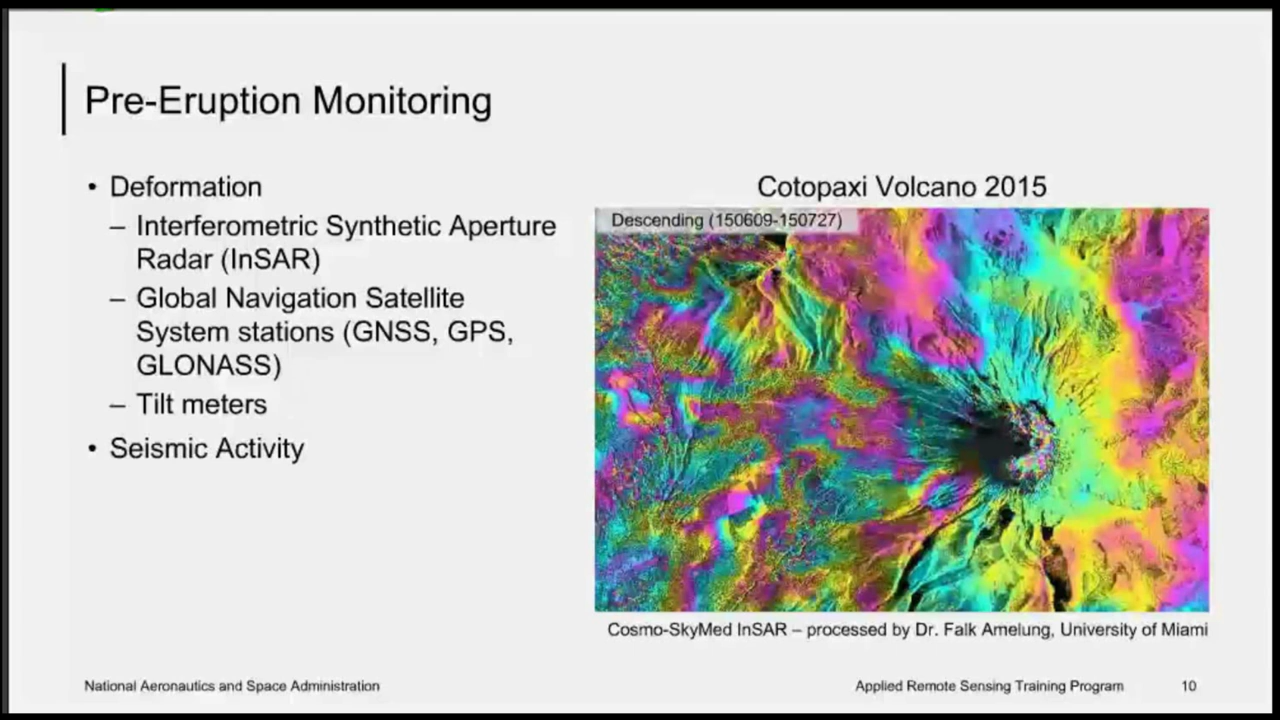 Pre-Eruption Monitoring
• Deformation
– Interferometric Synthetic Aperture
Radar (InSAR)
– Global Navigation Satellite
System stations (GNSS, GPS,
GLONASS)
– Tilt meters
• Seismic Activity
Cotopaxi Volcano 2015
Descending (150609-150727)
Cosmo-SkyMed InSAR – processed by Dr. Falk Amelung, University of Miami
National Aeronautics and Space Administration
Applied Remote Sensing Training Program
10